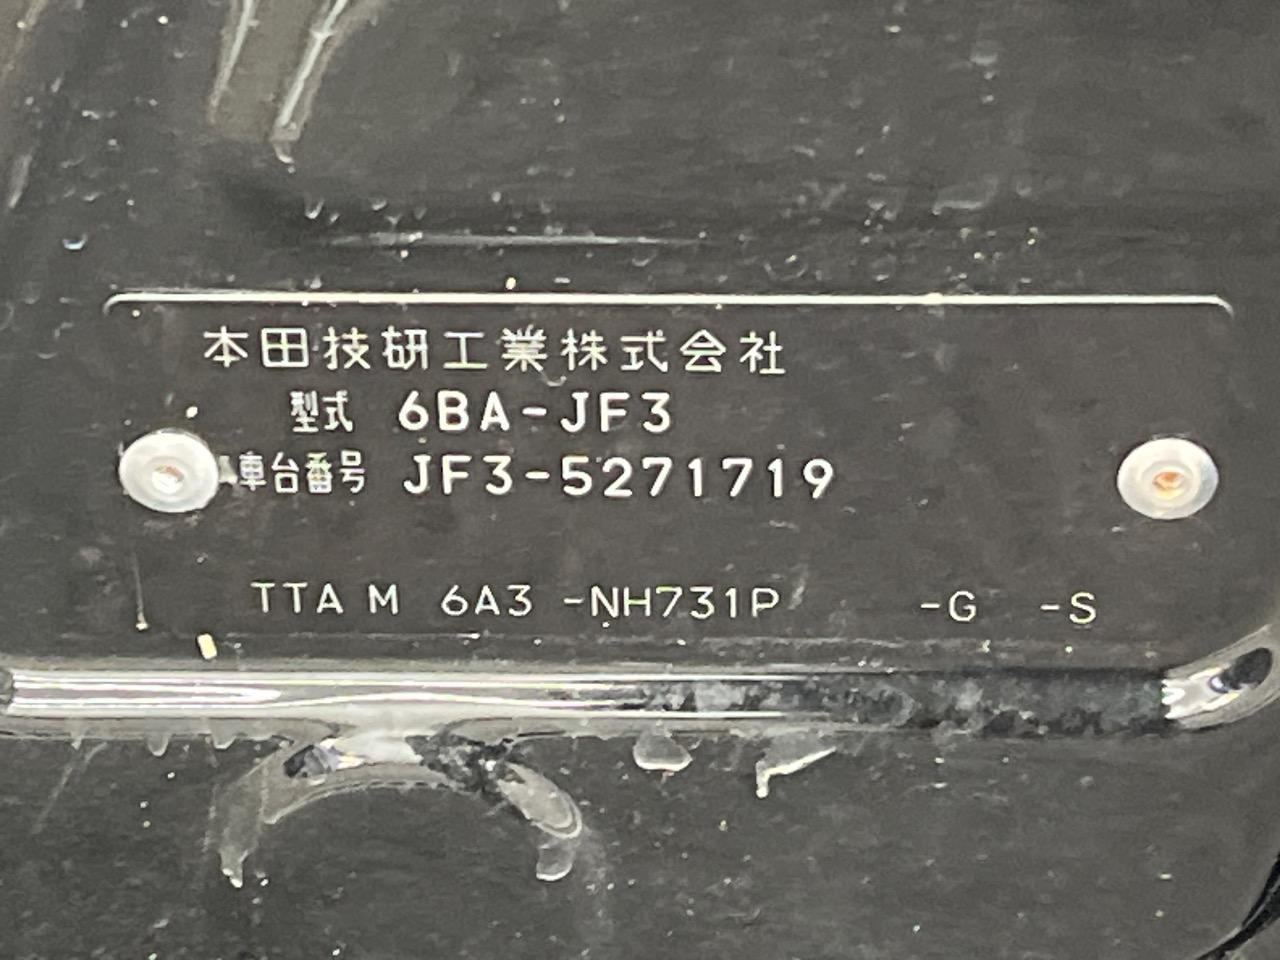 本田技研工業株式会社
型式 6BA-JF3
車台番号 JF3-5271719
TTA M 6A3 -NH731P -G -S